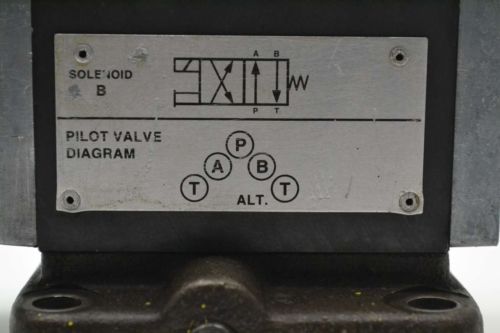 SOLENOID
B
A B
P T
PILOT VALVE
DIAGRAM
P
A B
T T
ALT.